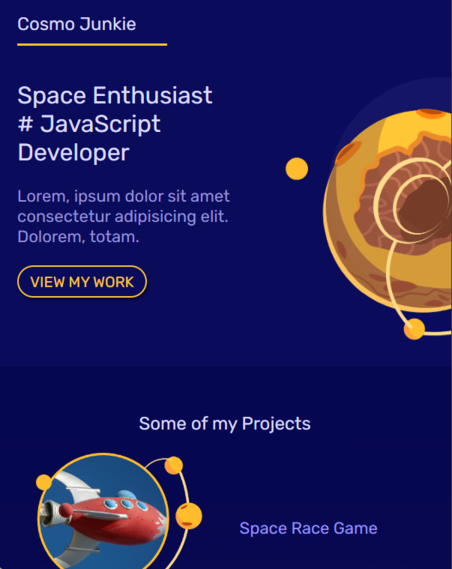 Cosmo Junkie
Space Enthusiast
# JavaScript
Developer
Lorem, ipsum dolor sit amet
consectetur adipisicing elit.
Dolorem, totam.
VIEW MY WORK
Some of my Projects
Space Race Game